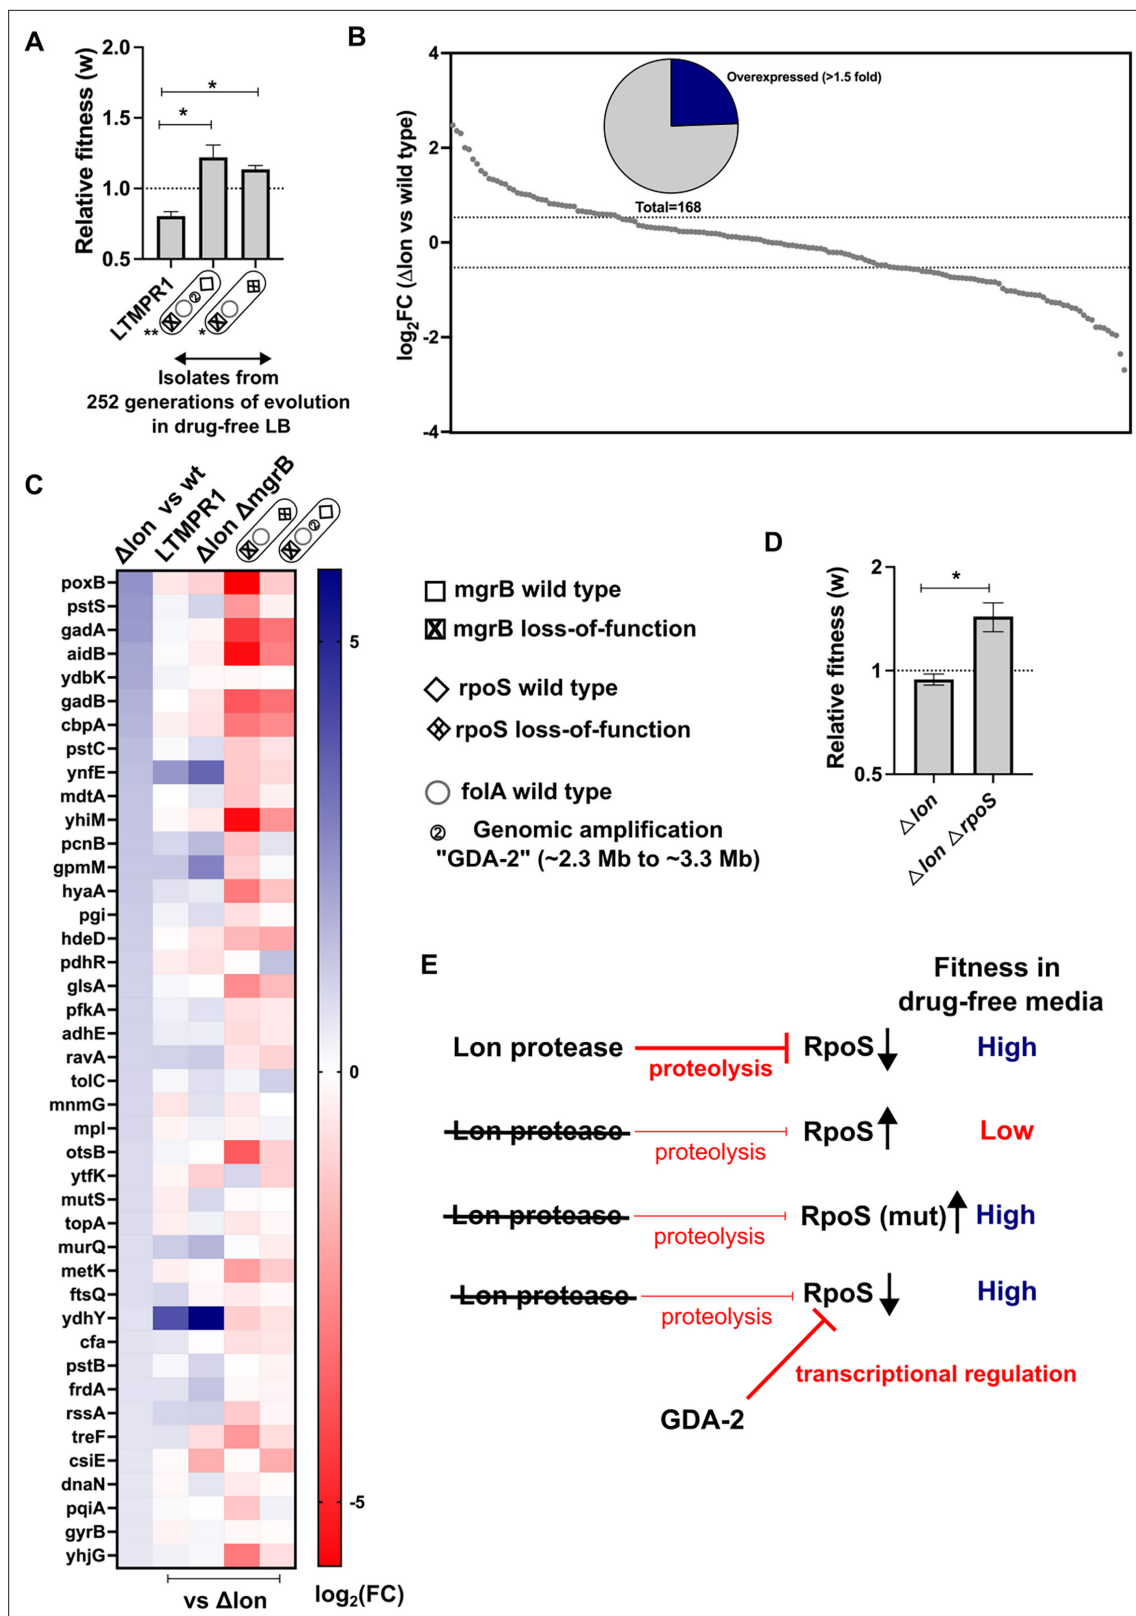 A
Relative fitness (w)
2.0
1.5
1.0
0.5
*
*
LTMPR1
**
2
*
Isolates from
252 generations of evolution
in drug-free LB
B
log2FC (Δlon vs wild type)
4
2
0
-2
-4
Overexpressed (>1.5 fold)
Total=168
C
Δlon vs wt
LTMPR1
Δlon ΔmgrB
2
poxB
pstS
gadA
aidB
ydbK
gadB
cbpA
pstC
ynfE
mdtA
yhiM
pcnB
gpmM
hyaA
pgi
hdeD
pdhR
glsA
pfkA
adhE
ravA
tolC
mnmG
mpl
otsB
ytfK
mutS
topA
murQ
metK
ftsQ
ydhY
cfa
pstB
frdA
rssA
treF
csiE
dnaN
pqiA
gyrB
yhjG
vs Δlon
5
0
-5
log2(FC)
mgrB wild type
mgrB loss-of-function
rpoS wild type
rpoS loss-of-function
folA wild type
2 Genomic amplification
"GDA-2" (~2.3 Mb to ~3.3 Mb)
D
Relative fitness (w)
2
1
0.5
*
△lon
△lon △rpoS
E
Fitness in
drug-free media
Lon protease proteolysis RpoS High
Lon protease proteolysis RpoS Low
Lon protease proteolysis RpoS (mut) High
Lon protease proteolysis RpoS High
transcriptional regulation
GDA-2